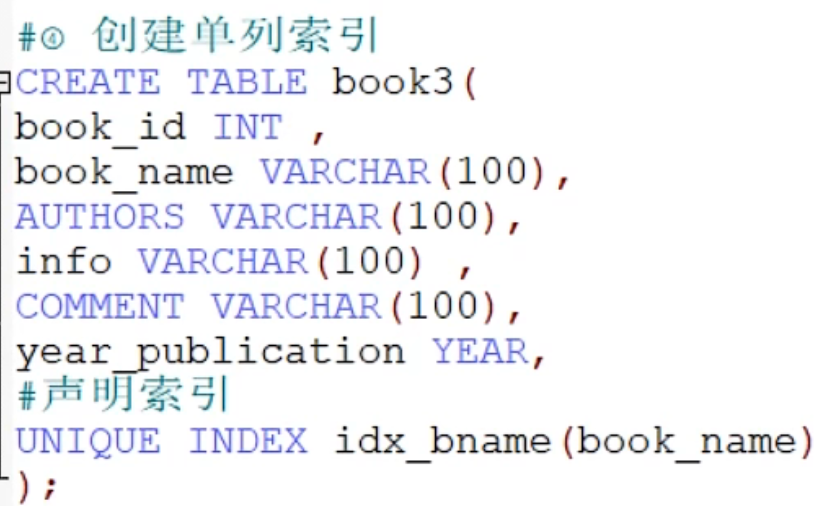 #④ 创建单列索引
CREATE TABLE book3(
book_id INT ,
book_name VARCHAR(100),
AUTHORS VARCHAR(100),
info VARCHAR(100) ,
COMMENT VARCHAR(100),
year_publication YEAR,
#声明索引
UNIQUE INDEX idx_bname(book_name)
);